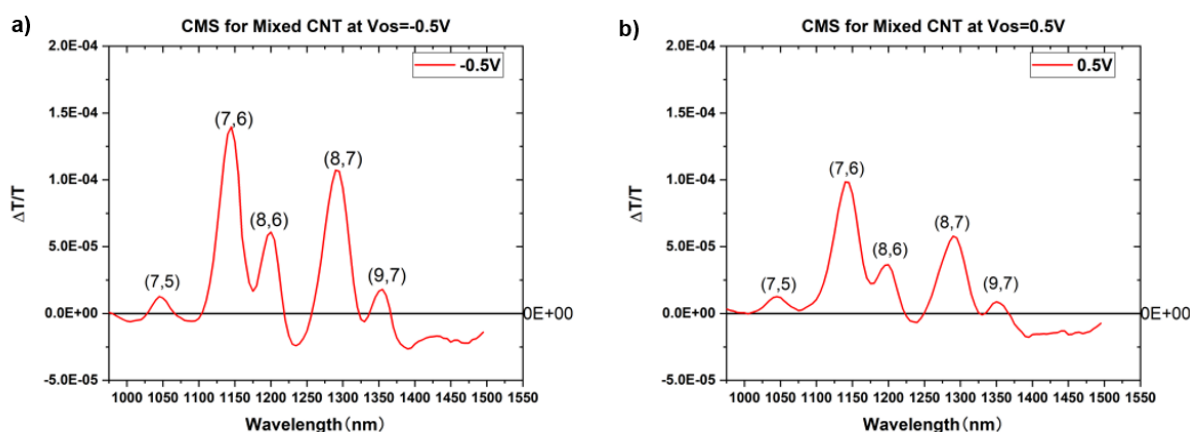 a)
CMS for Mixed CNT at Vos=-0.5V
-0.5V
2.0E-04
1.5E-04
1.0E-04
5.0E-05
0.0E+00
-5.0E-05
ΔT/T
(7,5)
(7,6)
(8,6)
(8,7)
(9,7)
0E+00
1000 1050 1100 1150 1200 1250 1300 1350 1400 1450 1500 1550
Wavelength(nm)
b)
CMS for Mixed CNT at Vos=0.5V
0.5V
2.0E-04
1.5E-04
1.0E-04
5.0E-05
0.0E+00
-5.0E-05
ΔT/T
(7,5)
(7,6)
(8,6)
(8,7)
(9,7)
0E+00
1000 1050 1100 1150 1200 1250 1300 1350 1400 1450 1500 1550
Wavelength(nm)